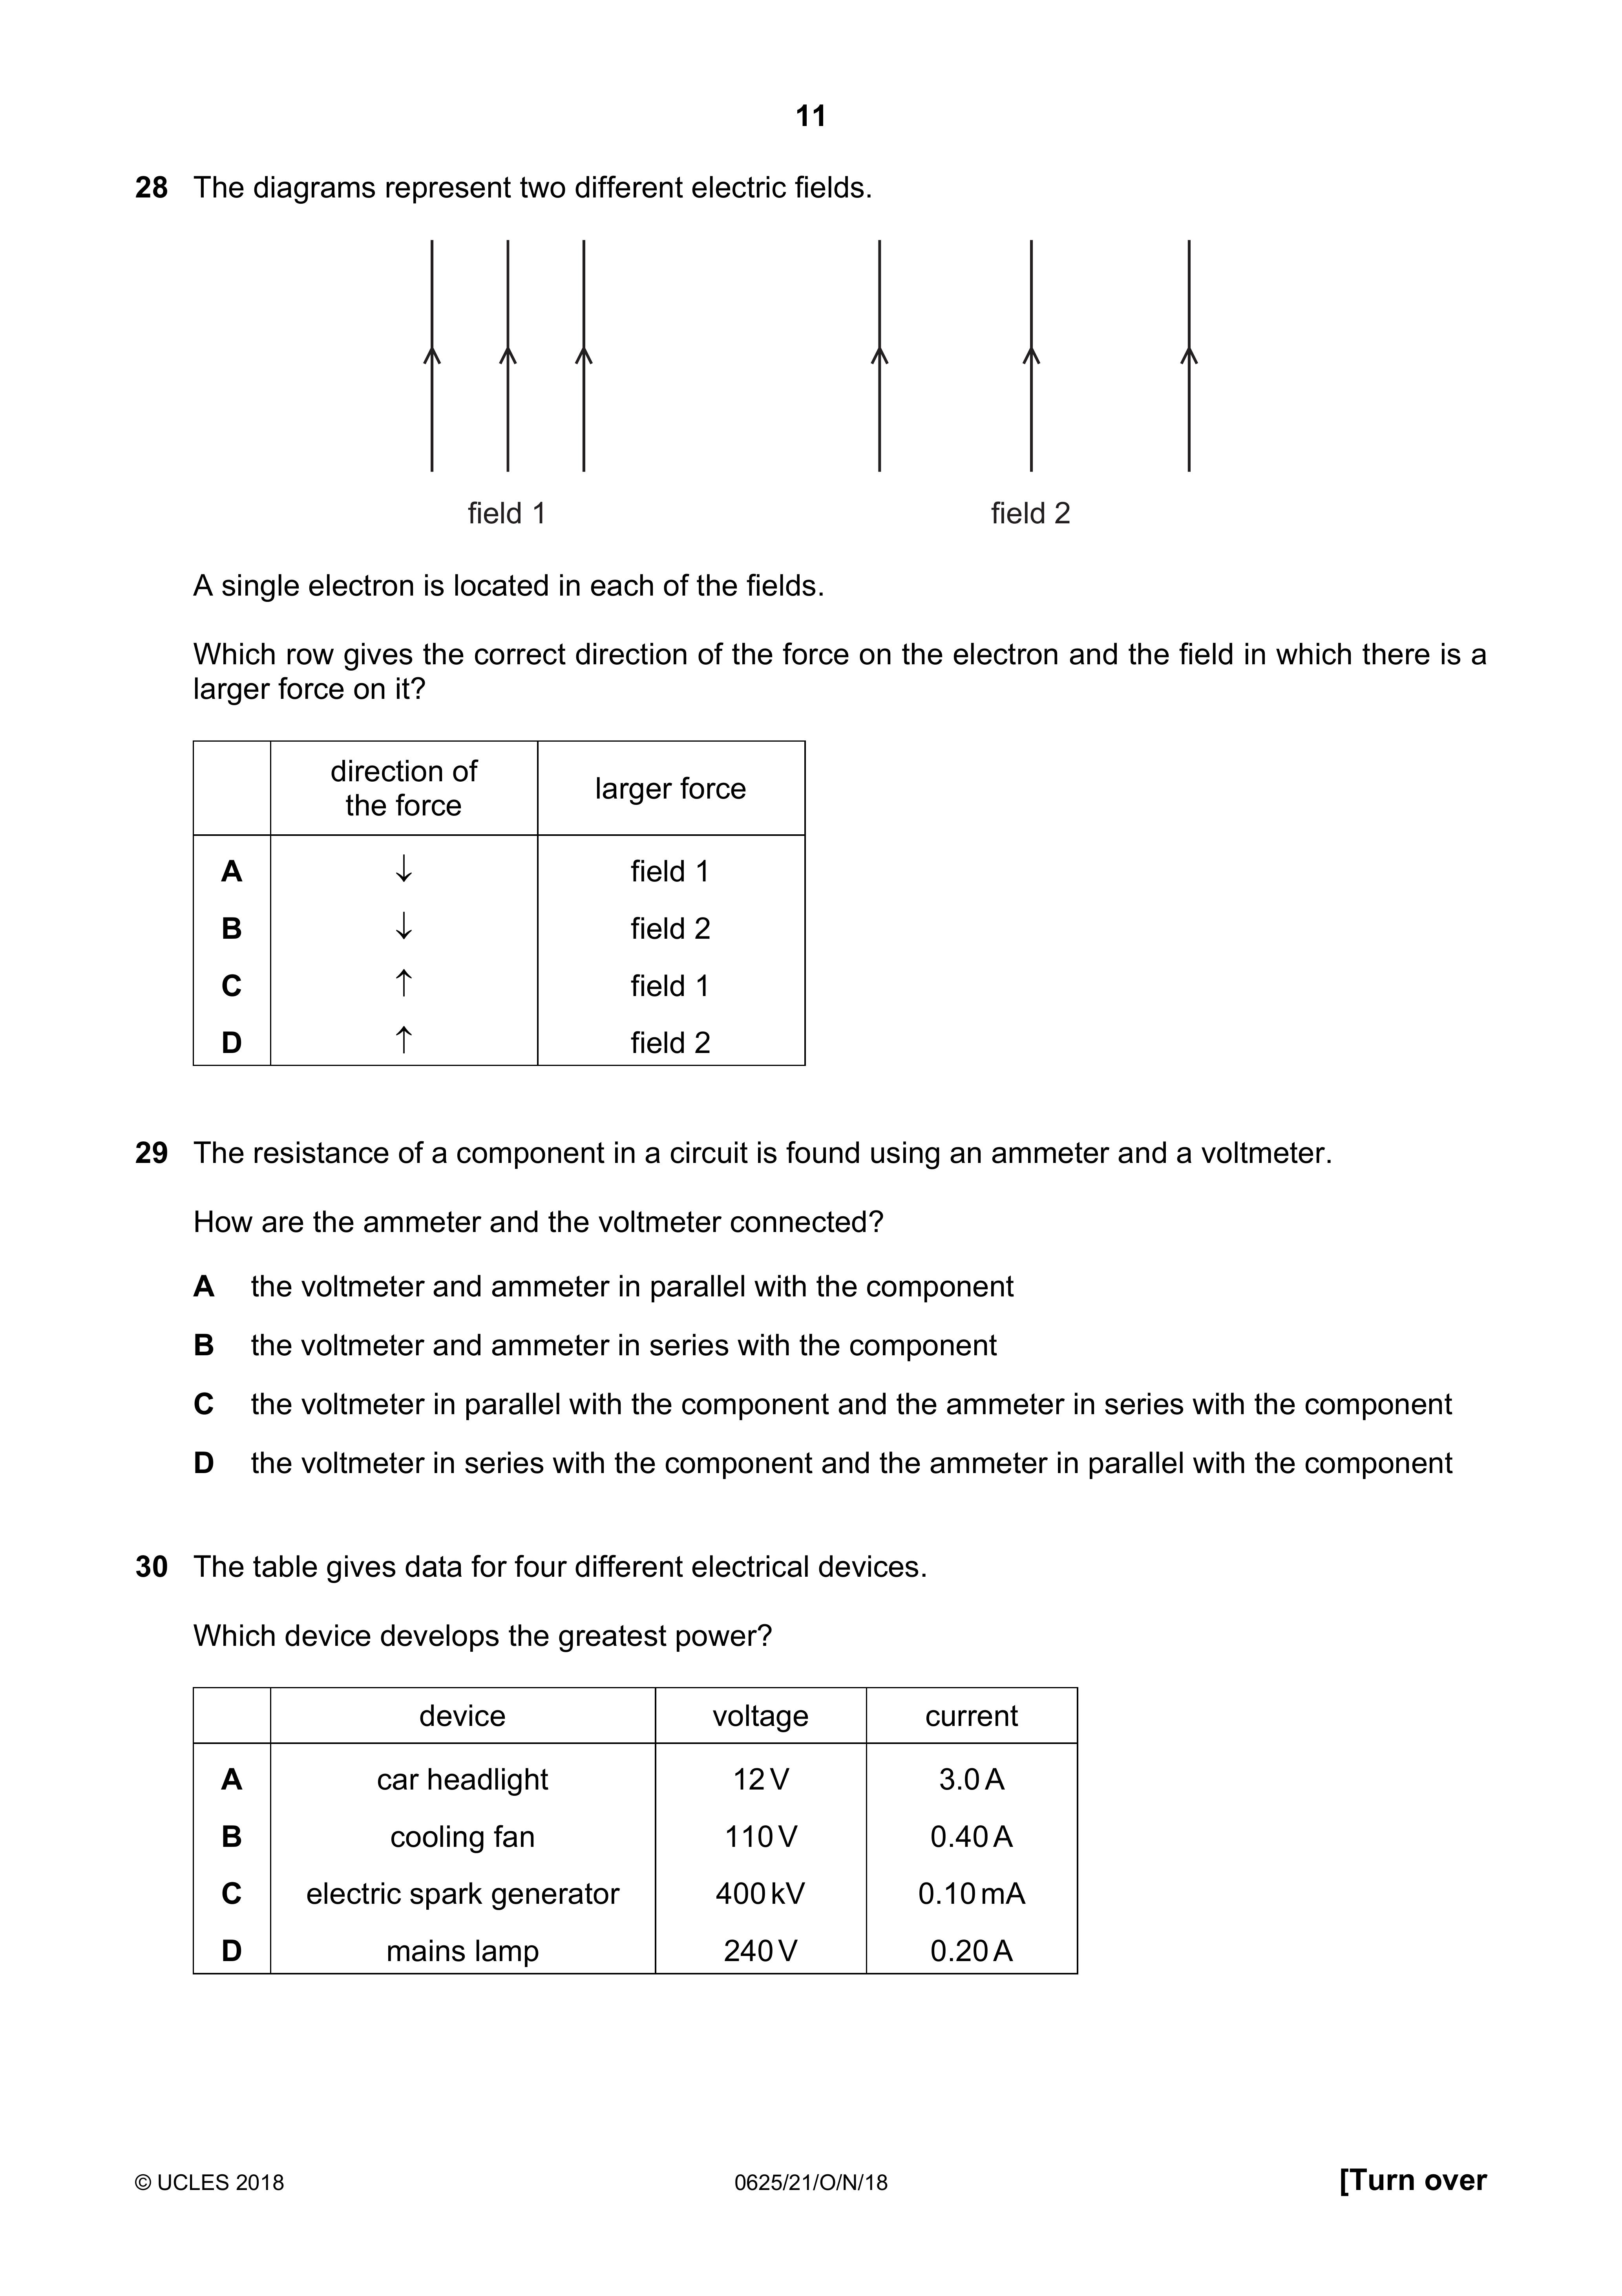 11
28 The diagrams represent two different electric fields.
field 1 field 2
A single electron is located in each of the fields.
Which row gives the correct direction of the force on the electron and the field in which there is a
larger force on it?
direction of
the force larger force
A ↓ field 1
B ↓ field 2
C ↑ field 1
D ↑ field 2
29 The resistance of a component in a circuit is found using an ammeter and a voltmeter.
How are the ammeter and the voltmeter connected?
A the voltmeter and ammeter in parallel with the component
B the voltmeter and ammeter in series with the component
C the voltmeter in parallel with the component and the ammeter in series with the component
D the voltmeter in series with the component and the ammeter in parallel with the component
30 The table gives data for four different electrical devices.
Which device develops the greatest power?
device voltage current
A car headlight 12 V 3.0 A
B cooling fan 110 V 0.40 A
C electric spark generator 400 kV 0.10 mA
D mains lamp 240 V 0.20 A
© UCLES 2018 0625/21/O/N/18 [Turn over